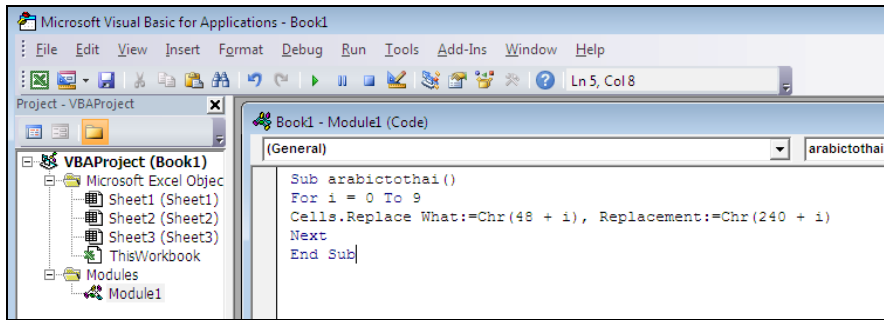 Microsoft Visual Basic for Applications - Book1
File Edit View Insert Format Debug Run Tools Add-Ins Window Help
Ln 5, Col 8
Project - VBAProject
Book1 - Module1 (Code)
(General)
arabictothai
VBAProject (Book1)
Microsoft Excel Objec
Sheet1 (Sheet1)
Sheet2 (Sheet2)
Sheet3 (Sheet3)
ThisWorkbook
Modules
Module1
Sub arabictothai()
For i = 0 To 9
Cells.Replace What:=Chr(48 + i), Replacement:=Chr(240 + i)
Next
End Sub